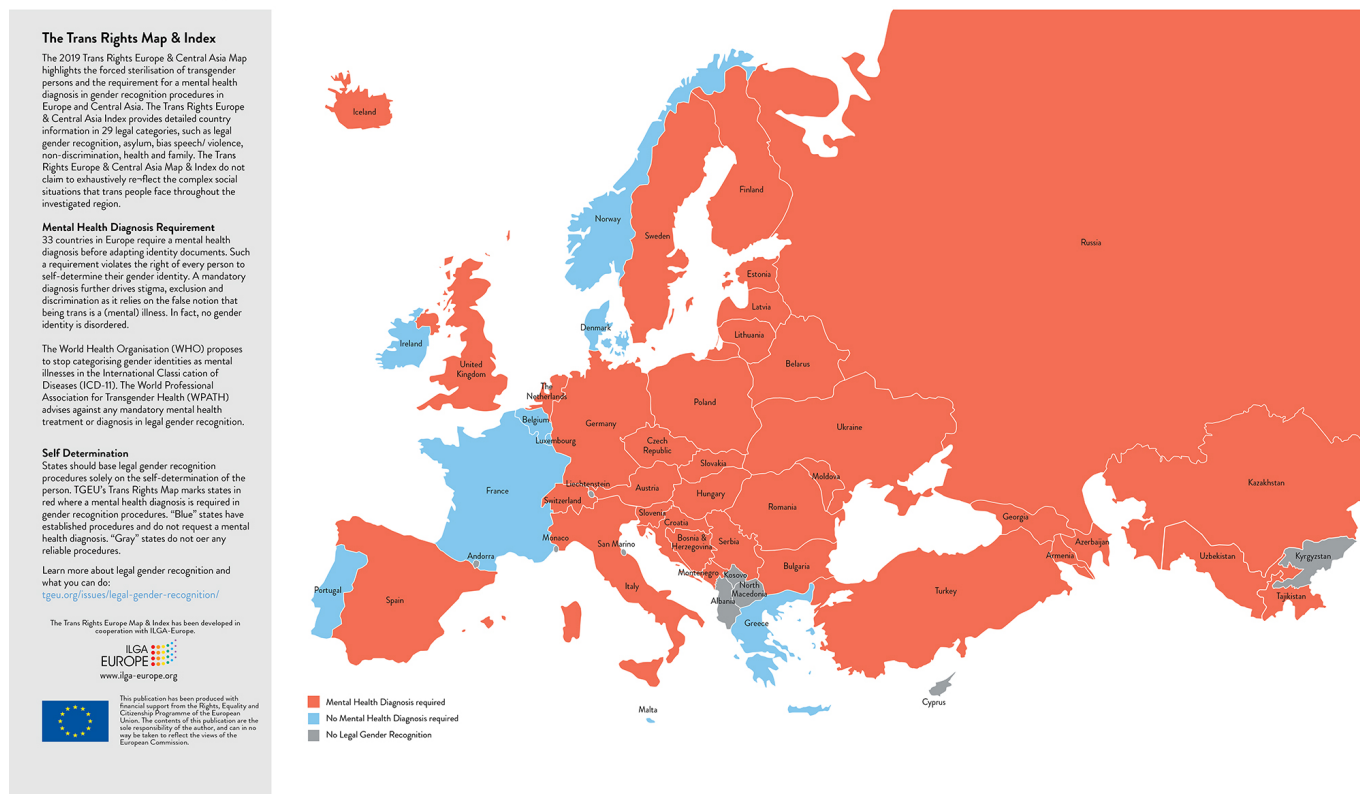 The Trans Rights Map & Index
The 2019 Trans Rights Europe & Central Asia Map
highlights the forced sterilisation of transgender
persons and the requirement for a mental health
diagnosis in gender recognition procedures in
Europe and Central Asia. The Trans Rights Europe
& Central Asia Index provides detailed country
information in 29 legal categories, such as legal
gender recognition, asylum, bias speech/ violence,
non-discrimination, health and family. The Trans
Rights Europe & Central Asia Map & Index do not
claim to exhaustively re¬flect the complex social
situations that trans people face throughout the
investigated region.
Mental Health Diagnosis Requirement
33 countries in Europe require a mental health
diagnosis before adapting identity documents. Such
a requirement violates the right of every person to
self-determine their gender identity. A mandatory
diagnosis further drives stigma, exclusion and
discrimination as it relies on the false notion that
being trans is a (mental) illness. In fact, no gender
identity is disordered.
The World Health Organisation (WHO) proposes
to stop categorising gender identities as mental
illnesses in the International Classi cation of
Diseases (ICD-11). The World Professional
Association for Transgender Health (WPATH)
advises against any mandatory mental health
treatment or diagnosis in legal gender recognition.
Self Determination
States should base legal gender recognition
procedures solely on the self-determination of the
person. TGEU's Trans Rights Map marks states in
red where a mental health diagnosis is required in
gender recognition procedures. "Blue" states have
established procedures and do not request a mental
health diagnosis. "Gray" states do not oer any
reliable procedures.
Learn more about legal gender recognition and
what you can do:
tgeu.org/issues/legal-gender-recognition/
The Trans Rights Europe Map & Index has been developed in
cooperation with ILGA-Europe.
ILGA
EUROPE
www.ilga-europe.org
This publication has been produced with
financial support from the Rights, Equality and
Citizenship Programme of the European
Union. The contents of this publication are the
sole responsibility of the author, and can in no
way be taken to reflect the views of the
European Commission.
Iceland
Norway
Sweden
Finland
Russia
Estonia
Latvia
Lithuania
Denmark
Ireland
United
Kingdom
The
Netherlands
Belgium
Luxembourg
Germany
Poland
Belarus
Ukraine
Czech
Republic
Slovakia
France
Liechtenstein
Switzerland
Austria
Hungary
Moldova
Romania
Slovenia
Croatia
Monaco
San Marino
Bosnia &
Herzegovina
Serbia
Andorra
Portugal
Spain
Italy
Montenegro
Kosovo
North
Macedonia
Albania
Bulgaria
Greece
Turkey
Georgia
Armenia
Azerbaijan
Kazakhstan
Uzbekistan
Kyrgyzstan
Tajikistan
Cyprus
Malta
Mental Health Diagnosis required
No Mental Health Diagnosis required
No Legal Gender Recognition